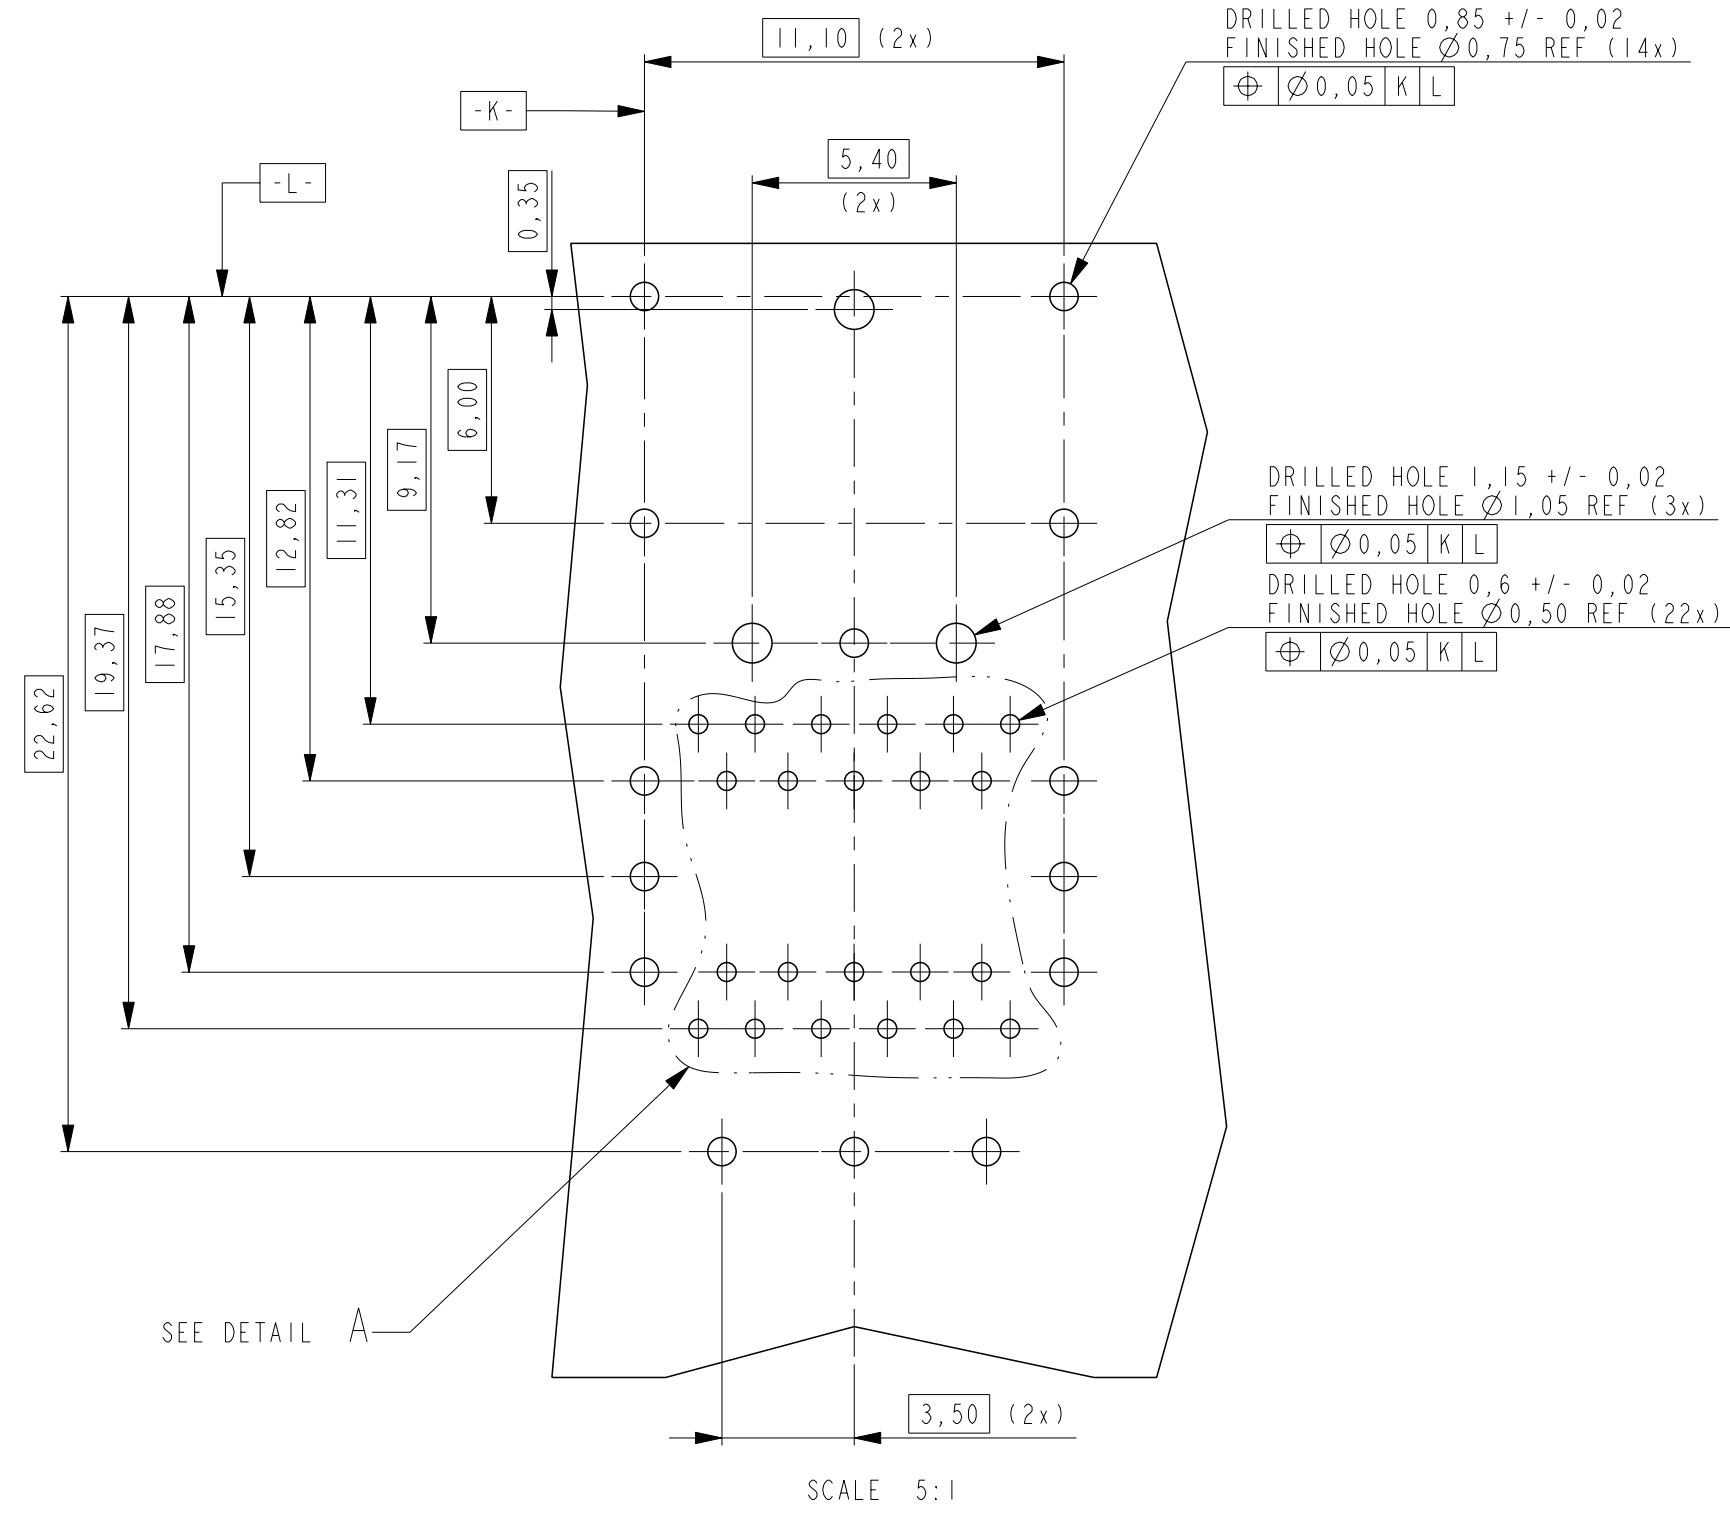 11,10 (2x)
DRILLED HOLE 0,85 +/- 0,02
FINISHED HOLE Ø0,75 REF (14x)
⌖ Ø0,05 K L
-K-
5,40
(2x)
-L-
0,35
6,00
9,17
11,31
12,82
15,35
17,88
19,37
22,62
DRILLED HOLE 1,15 +/- 0,02
FINISHED HOLE Ø1,05 REF (3x)
⌖ Ø0,05 K L
DRILLED HOLE 0,6 +/- 0,02
FINISHED HOLE Ø0,50 REF (22x)
⌖ Ø0,05 K L
SEE DETAIL A
3,50 (2x)
SCALE 5:1